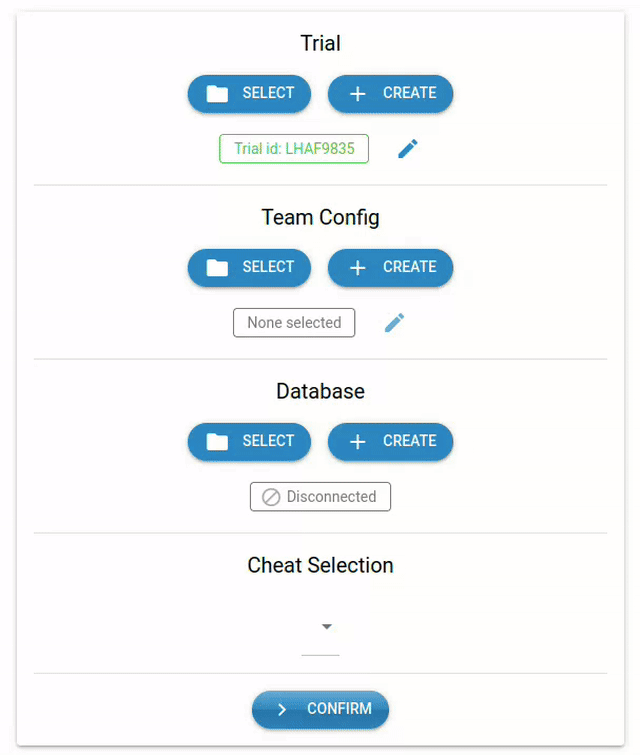 Trial
SELECT CREATE
Trial id: LHAF9835
Team Config
SELECT CREATE
None selected
Database
SELECT CREATE
Disconnected
Cheat Selection
CONFIRM